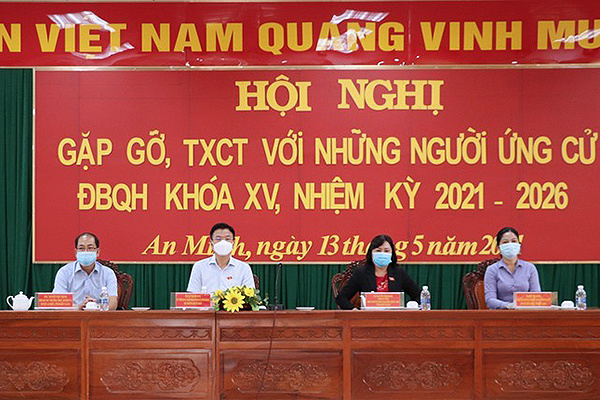 N VIỆT NAM QUANG VINH MU
HỘI NGHỊ
GẶP GỠ, TXCT VỚI NHỮNG NGƯỜI ỨNG CỬ
ĐBQH KHÓA XV, NHIỆM KỲ 2021 - 2026
An Minh, ngày 13 tháng 5 năm